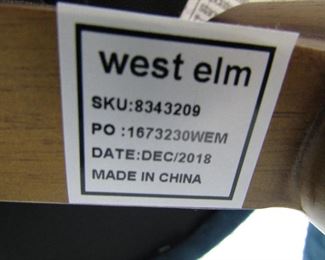 west elm
SKU:8343209
PO :1673230WEM
DATE:DEC/2018
MADE IN CHINA